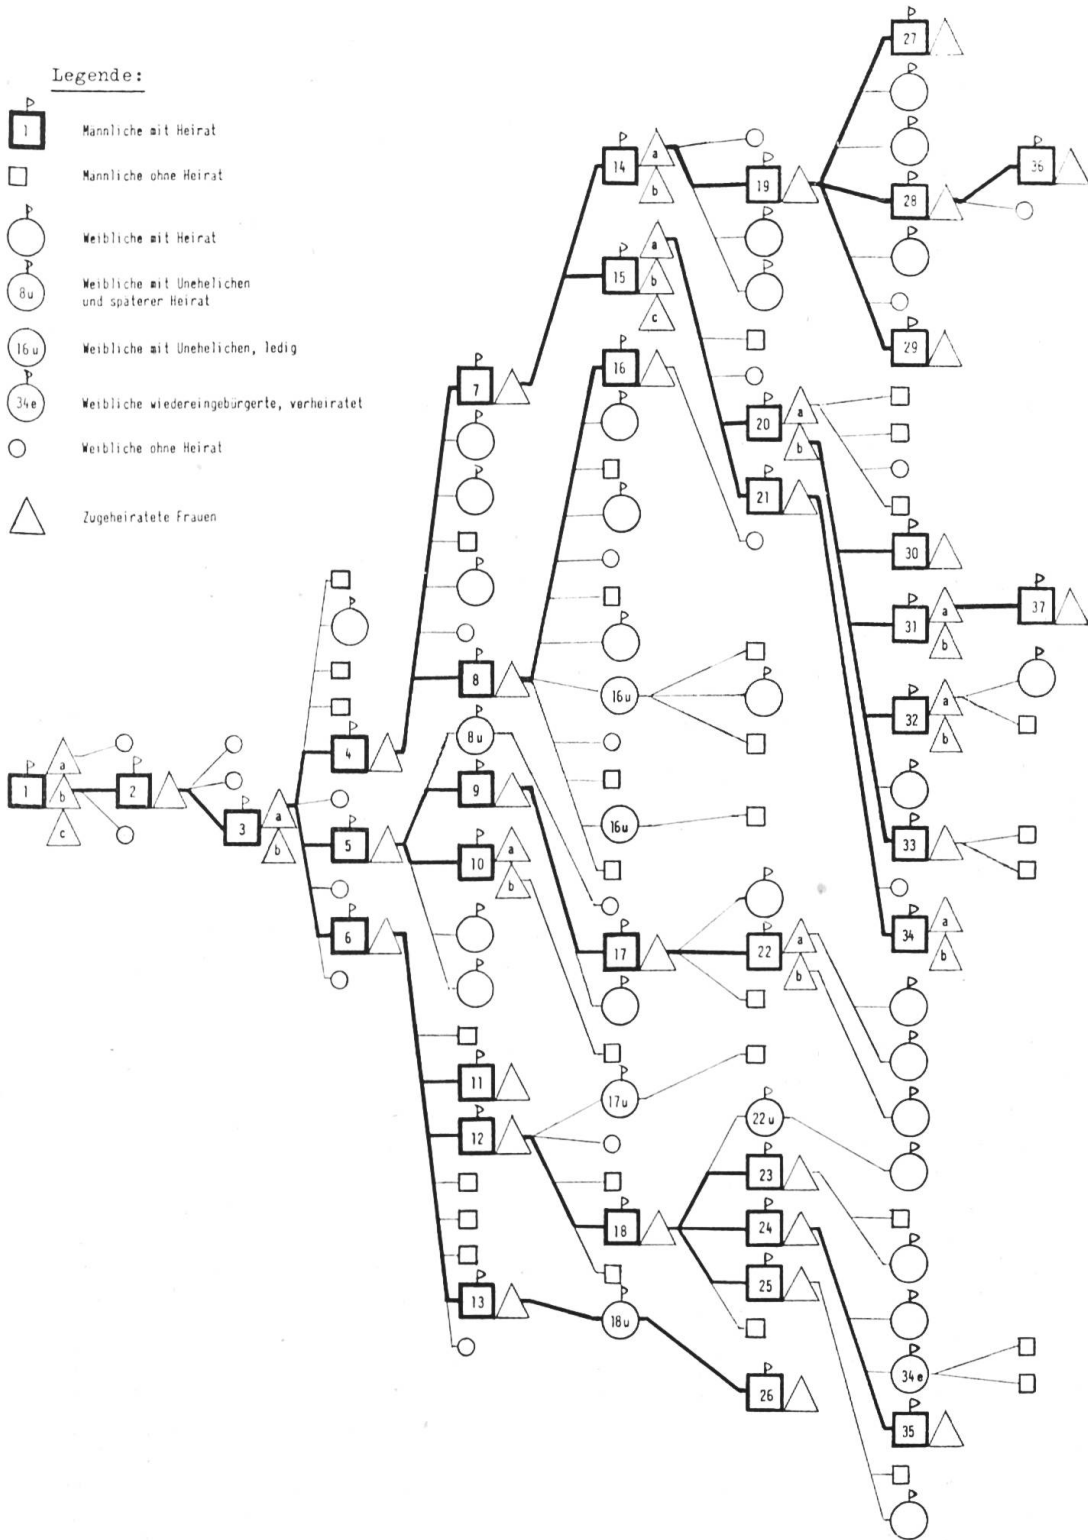 Legende:
1
Männliche mit Heirat
Männliche ohne Heirat
Weibliche mit Heirat
8u
Weibliche mit Unehelichen
und späterer Heirat
16u
Weibliche mit Unehelichen, ledig
34e
Weibliche wiedereingebürgerte, verheiratet
Weibliche ohne Heirat
Zugeheiratete Frauen
1
a
b
c
2
3
a
b
4
5
6
7
8
8u
9
10
a
b
11
12
13
14
a
b
15
a
b
c
16
16u
16u
17
17u
18
18u
19
20
a
b
21
22
a
b
22u
23
24
25
26
27
28
29
30
31
a
b
32
a
b
33
34
a
b
34e
35
36
37